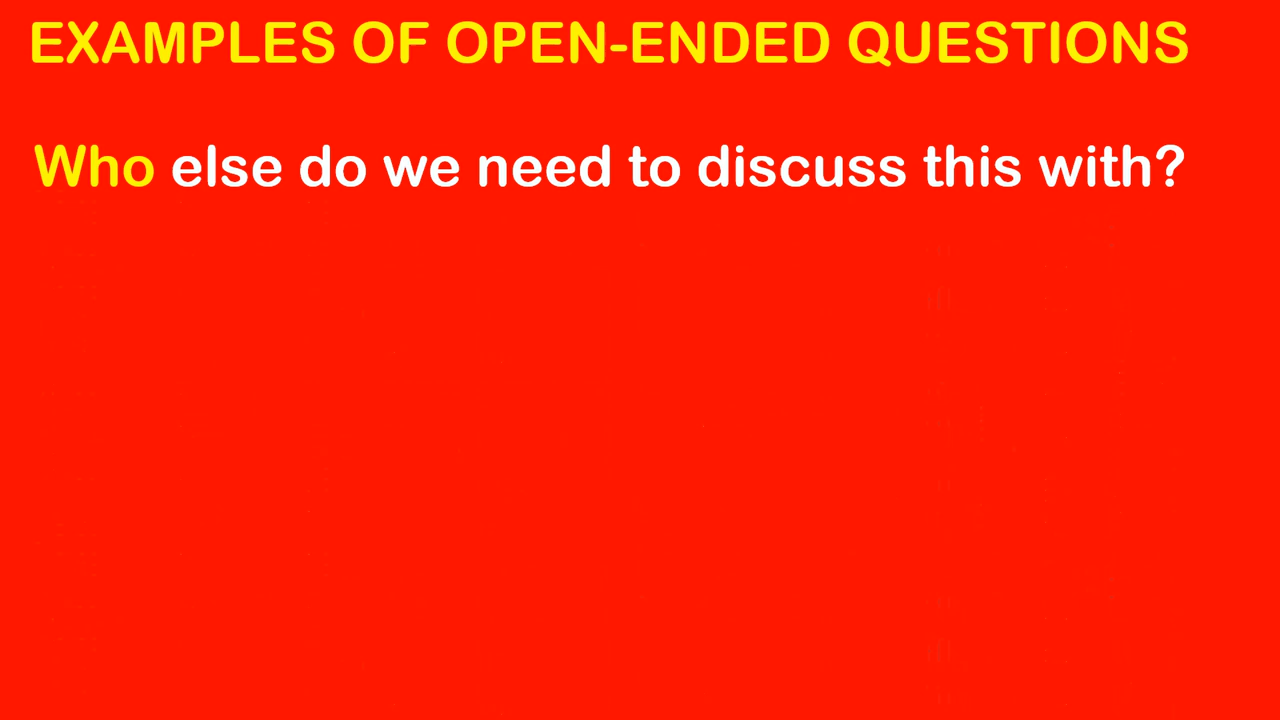 EXAMPLES OF OPEN-ENDED QUESTIONS
Who else do we need to discuss this with?